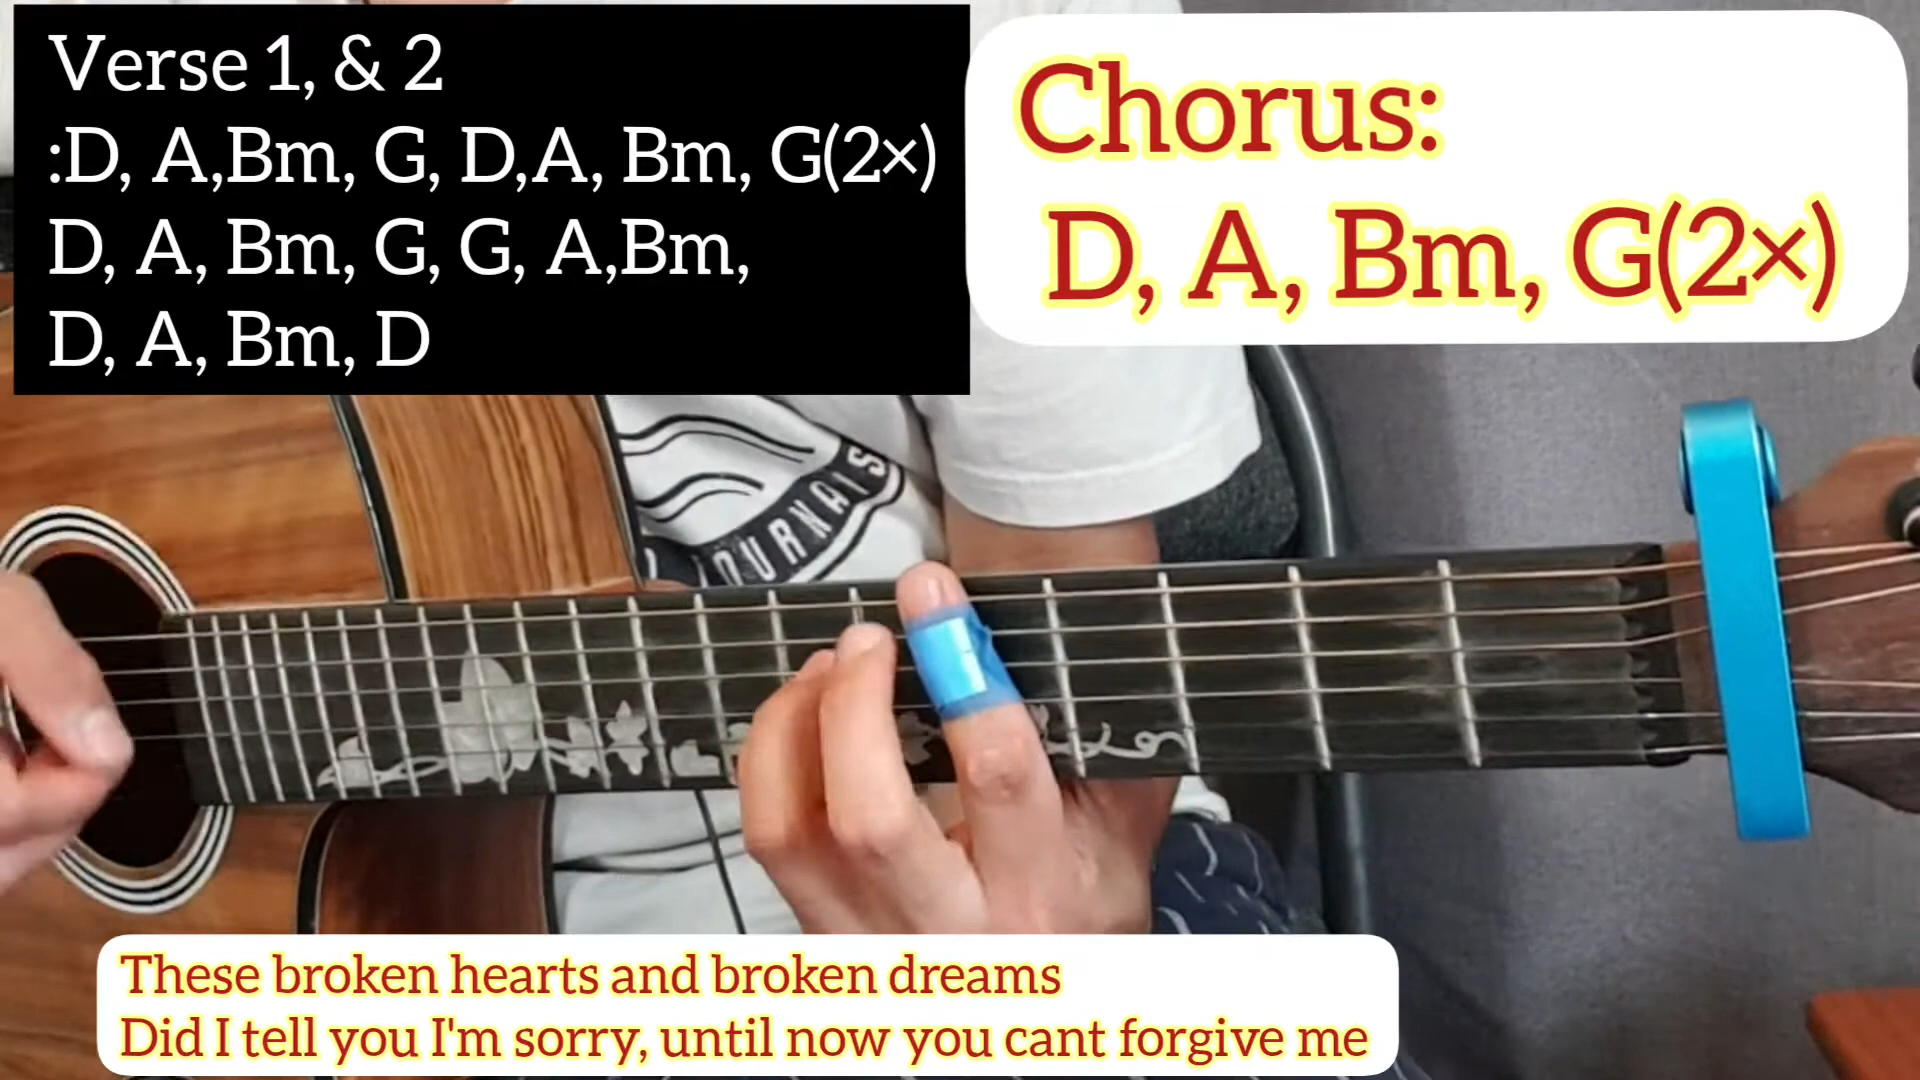 Verse 1, & 2
:D, A,Bm, G, D,A, Bm, G(2×)
D, A, Bm, G, G, A,Bm,
D, A, Bm, D
Chorus:
D, A, Bm, G(2×)
These broken hearts and broken dreams
Did I tell you I'm sorry, until now you cant forgive me